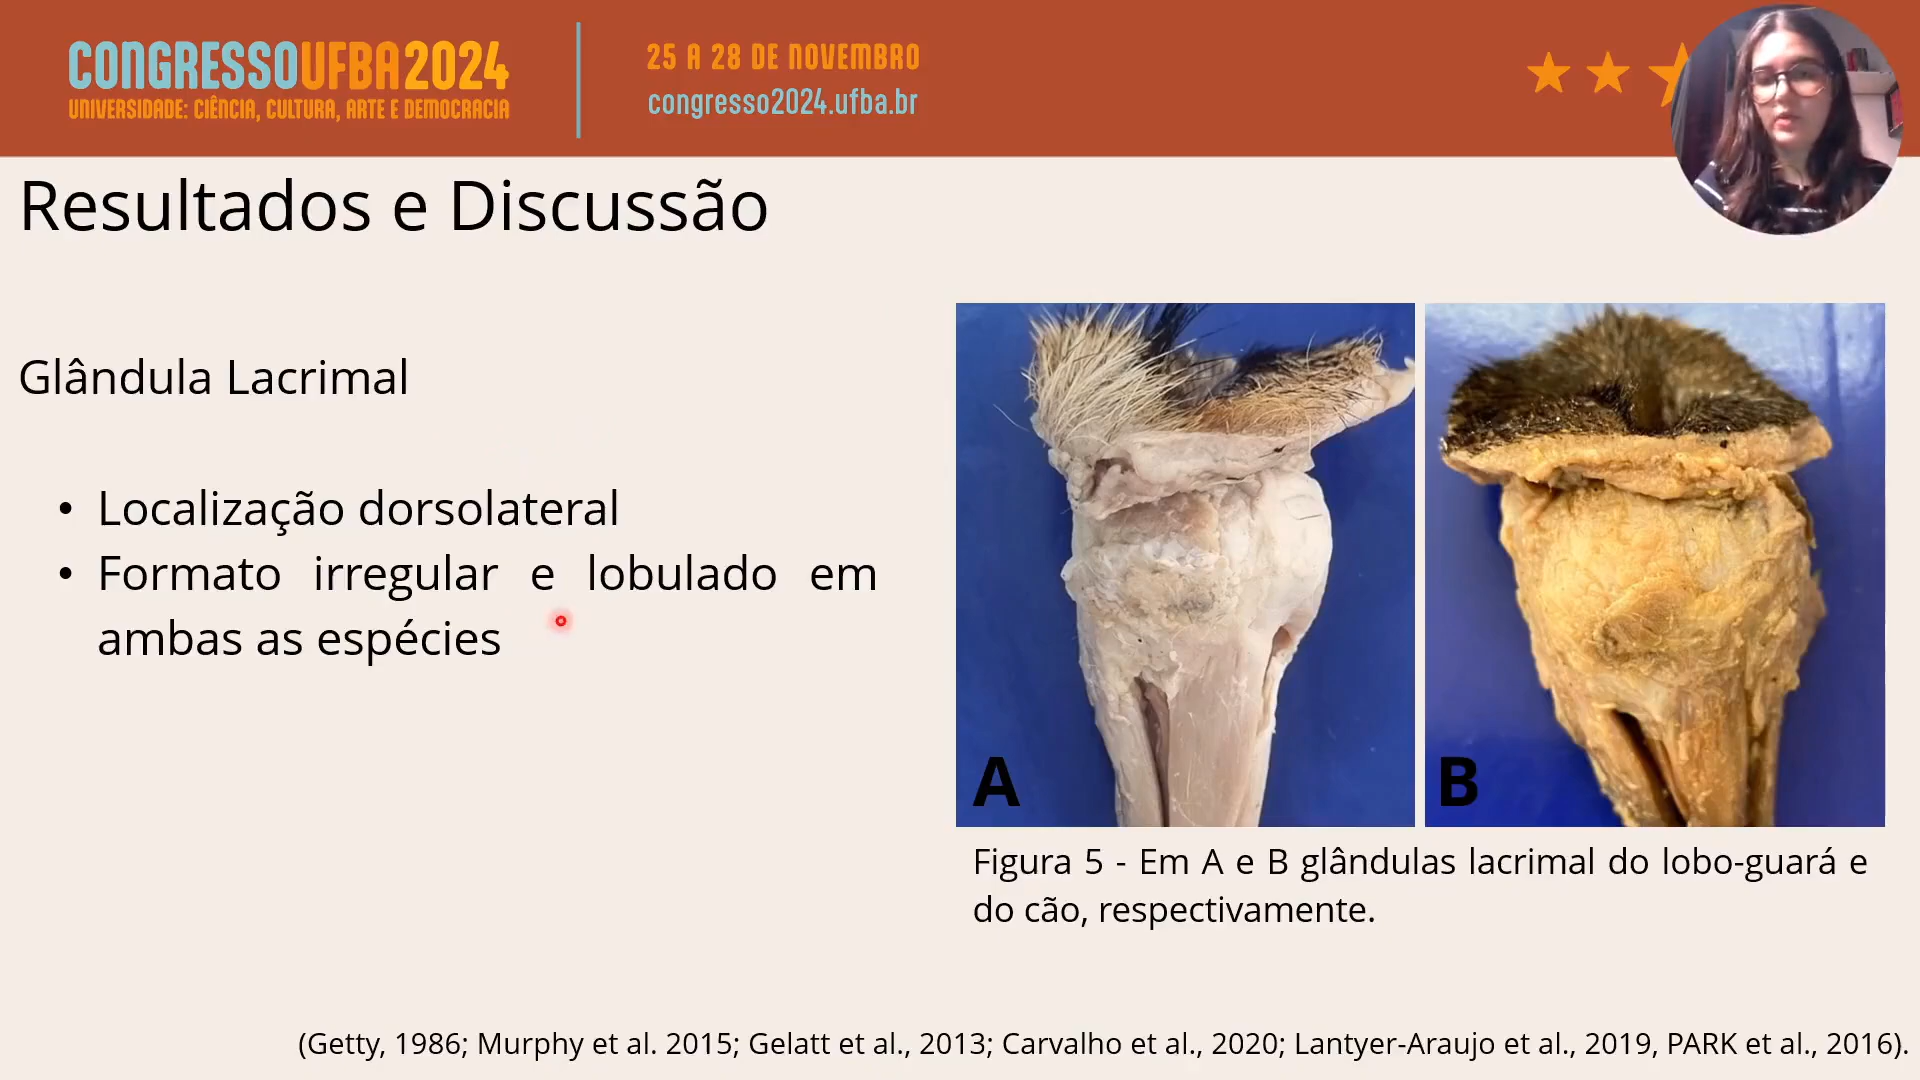 CONGRESSOUFBA2024
UNIVERSIDADE: CIÊNCIA, CULTURA, ARTE E DEMOCRACIA
25 A 28 DE NOVEMBRO
congresso2024.ufba.br
Resultados e Discussão
Glândula Lacrimal
• Localização dorsolateral
• Formato irregular e lobulado em
ambas as espécies
A
B
Figura 5 - Em A e B glândulas lacrimal do lobo-guará e
do cão, respectivamente.
(Getty, 1986; Murphy et al. 2015; Gelatt et al., 2013; Carvalho et al., 2020; Lantyer-Araujo et al., 2019, PARK et al., 2016).